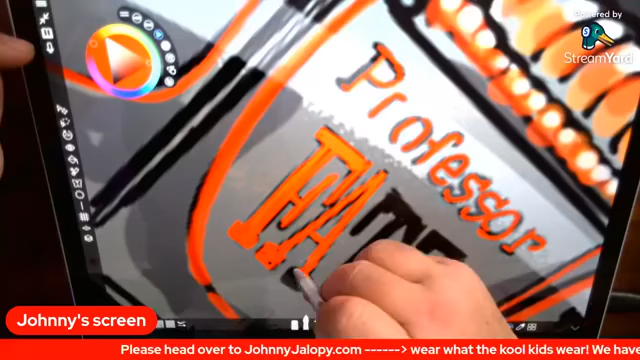 Powered by
StreamYard
Professor
FATE
Johnny's screen
Please head over to JohnnyJalopy.com ------> wear what the kool kids wear! We have